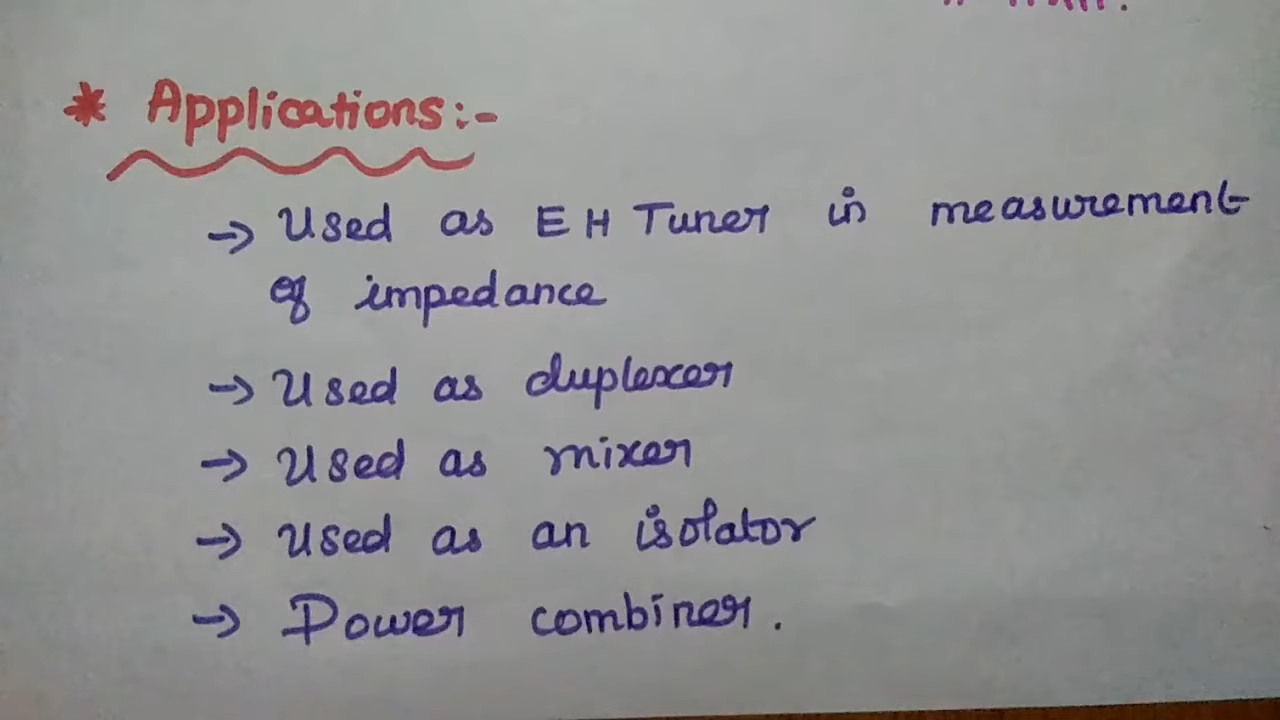 * Applications:-
→ Used as E H Tuner in measurement
of impedance
→ Used as duplexer
→ Used as mixer
→ Used as an isolator
→ Power combiner.